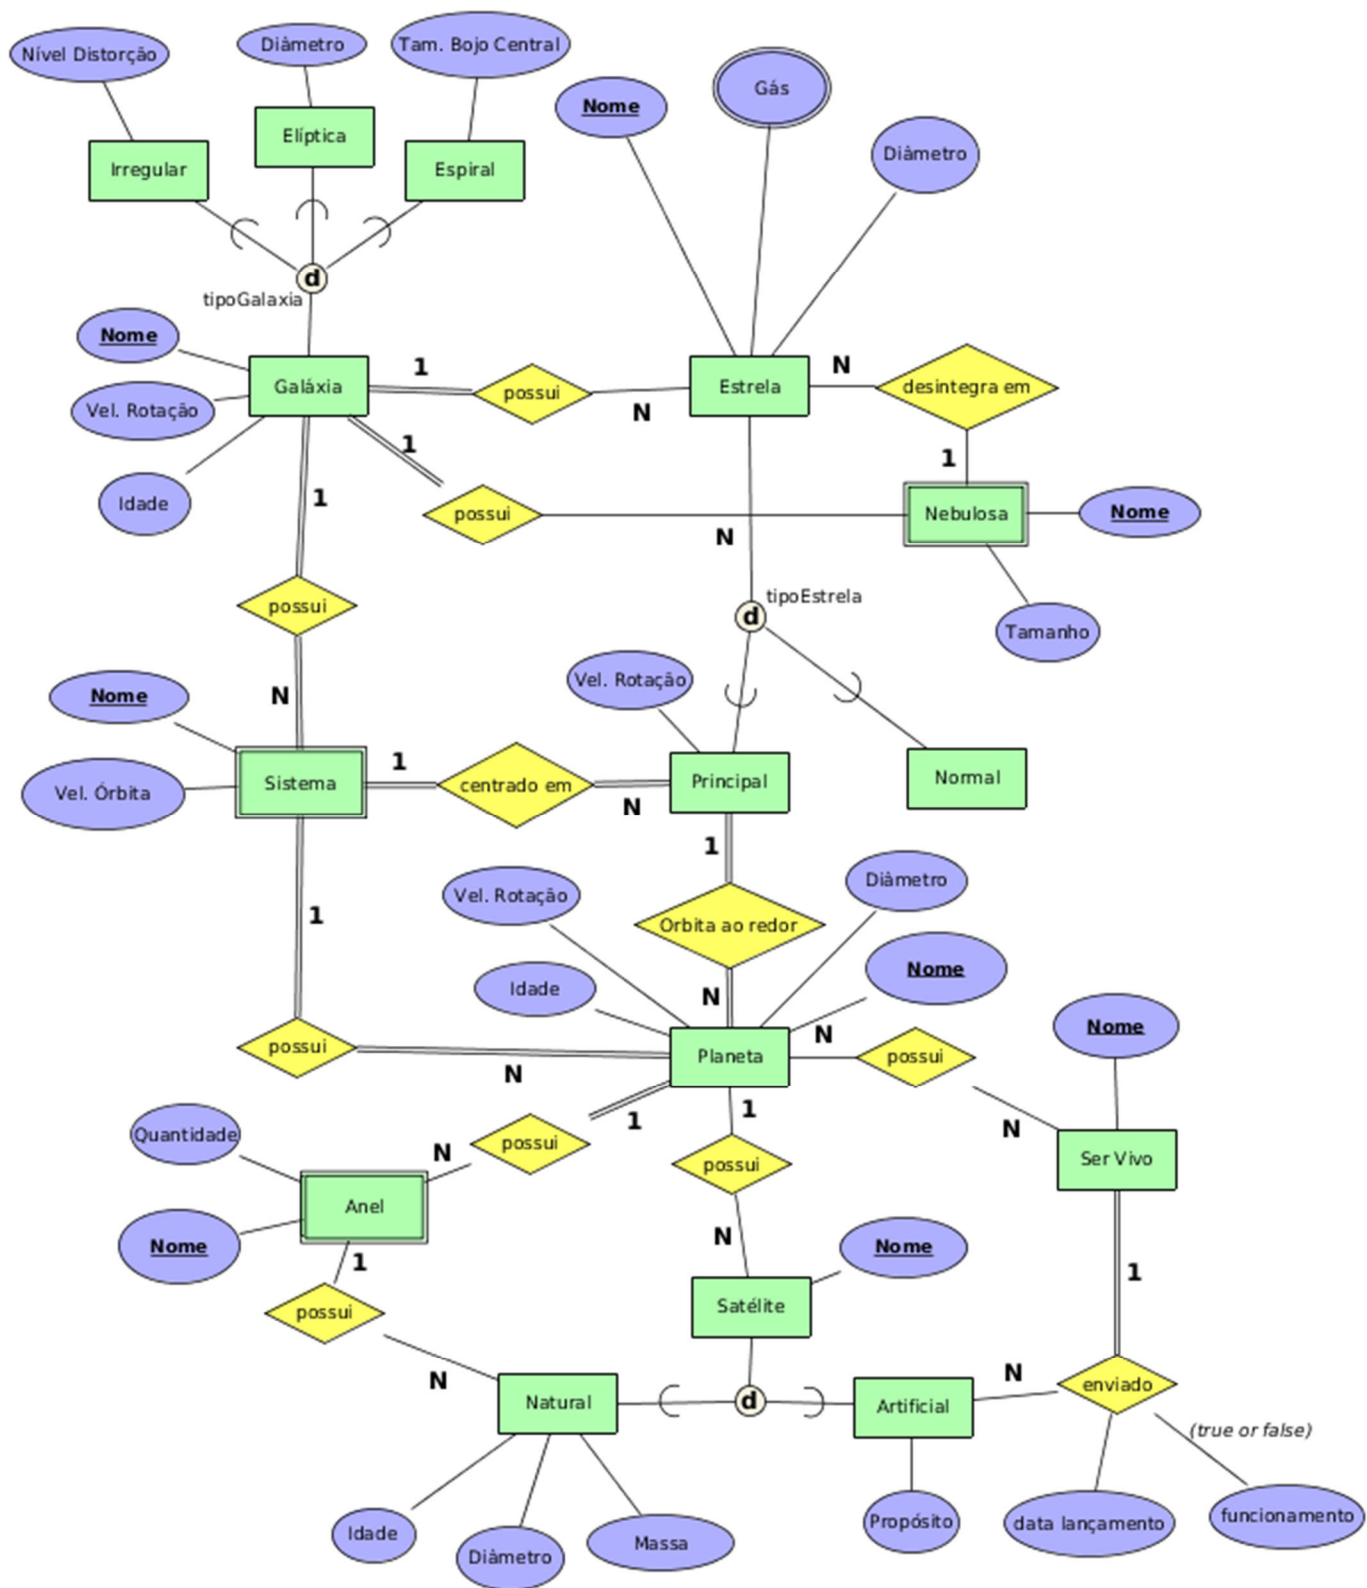 Nível Distorção
Diâmetro
Tam. Bojo Central
Nome
Gás
Diâmetro
Irregular
Elíptica
Espiral
d
tipoGalaxia
Nome
Vel. Rotação
Idade
Galáxia
1
possui
N
Estrela
N
desintegra em
1
1
possui
N
Nebulosa
Nome
Tamanho
1
possui
N
tipoEstrela
d
Nome
Vel. Órbita
Sistema
1
centrado em
N
Vel. Rotação
Principal
Normal
1
Orbita ao redor
N
Vel. Rotação
Diâmetro
Idade
Nome
1
possui
N
Planeta
N
possui
N
Nome
Ser Vivo
1
possui
N
1
possui
N
Quantidade
Anel
Nome
1
possui
N
Nome
Satélite
1
Natural
d
Artificial
N
enviado
(true or false)
Idade
Diâmetro
Massa
Propósito
data lançamento
funcionamento